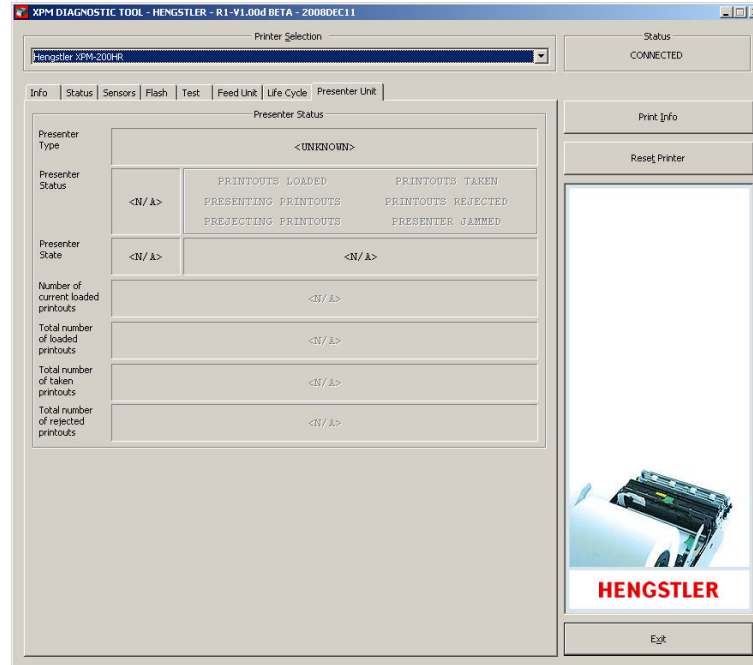 XPM DIAGNOSTIC TOOL - HENGSTLER - R1-V1.00d BETA - 2008DEC11
Printer Selection
Hengstler XPM-200HR
Status
CONNECTED
Info
Status
Sensors
Flash
Test
Feed Unit
Life Cycle
Presenter Unit
Presenter Status
Presenter
Type
<UNKNOWN>
Presenter
Status
<N/A>
PRINTOUTS LOADED
PRINTOUTS TAKEN
PRESENTING PRINTOUTS
PRINTOUTS REJECTED
PREJECTING PRINTOUTS
PRESENTER JAMMED
Presenter
State
<N/A>
<N/A>
Number of
current loaded
printouts
<N/A>
Total number
of loaded
printouts
<N/A>
Total number
of taken
printouts
<N/A>
Total number
of rejected
printouts
<N/A>
Print Info
Reset Printer
HENGSTLER
Exit